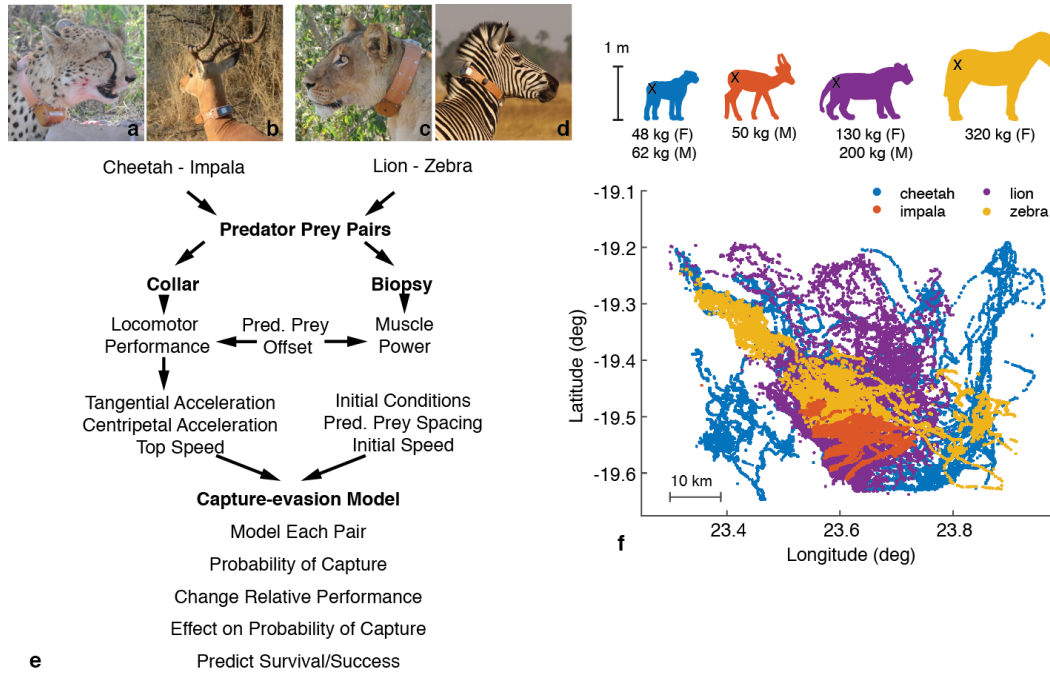 a
b
c
d
Cheetah - Impala
Lion - Zebra
Predator Prey Pairs
Collar
Biopsy
Locomotor
Performance
Pred. Prey
Offset
Muscle
Power
Tangential Acceleration
Centripetal Acceleration
Top Speed
Initial Conditions
Pred. Prey Spacing
Initial Speed
Capture-evasion Model
Model Each Pair
Probability of Capture
Change Relative Performance
Effect on Probability of Capture
Predict Survival/Success
e
1 m
X
X
X
X
48 kg (F)
62 kg (M)
50 kg (M)
130 kg (F)
200 kg (M)
320 kg (F)
cheetah
impala
lion
zebra
-19.1
-19.2
-19.3
-19.4
-19.5
-19.6
Latitude (deg)
10 km
23.4
23.6
23.8
Longitude (deg)
f